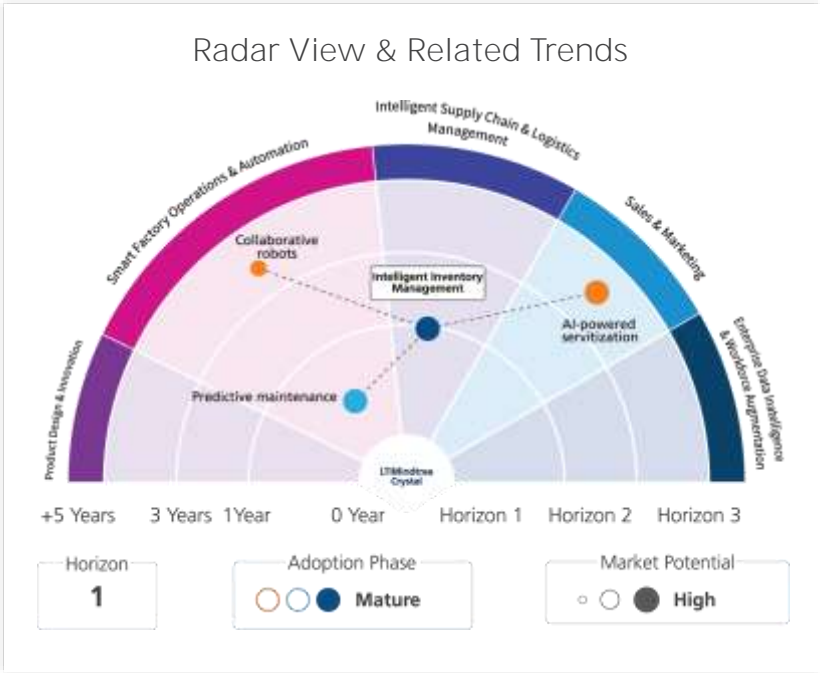 Radar View & Related Trends
Intelligent Supply Chain & Logistics
Management
Smart Factory Operations & Automation
Sales & Marketing
Product Design & Innovation
Enterprise Data Inatelligence
& Workforce Augmentation
Collaborative
robots
Intelligent Inventory
Management
AI-powered
servitization
Predictive maintenance
LTIMindtree
Crystal
+5 Years 3 Years 1Year 0 Year Horizon 1 Horizon 2 Horizon 3
Horizon
1
Adoption Phase
Mature
Market Potential
High